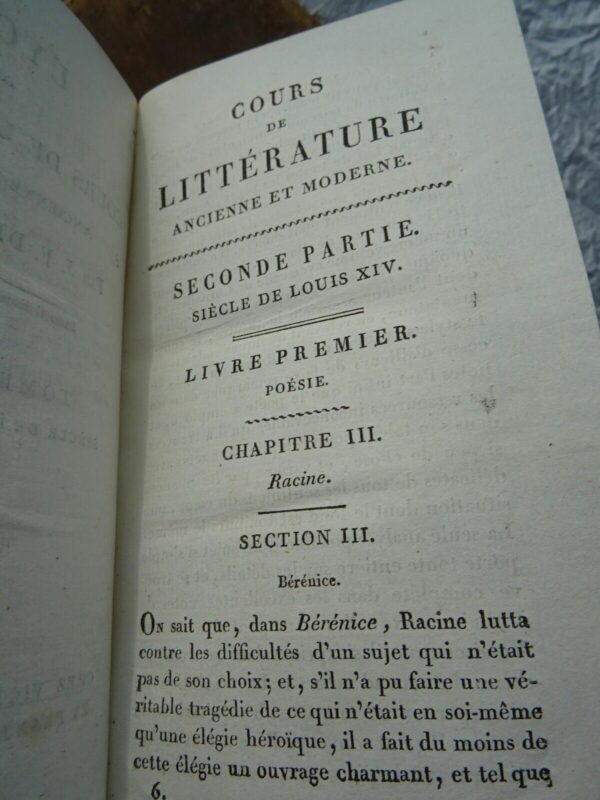 COURS
DE
LITTÉRATURE
ANCIENNE ET MODERNE.
SECONDE PARTIE.
SIÈCLE DE LOUIS XIV.
LIVRE PREMIER.
POÉSIE.
CHAPITRE III.
Racine.
SECTION III.
Bérénice.
ON sait que, dans Bérénice, Racine lutta
contre les difficultés d'un sujet qui n'était
pas de son choix; et, s'il n'a pu faire une vé-
ritable tragédie de ce qui n'était en soi-même
qu'une élégie héroïque, il a fait du moins de
cette élégie un ouvrage charmant, et tel que
6.